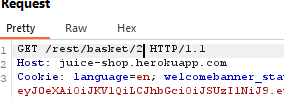 Request
Pretty Raw Hex
1 GET /rest/basket/2 HTTP/1.1
2 Host: juice-shop.herokuapp.com
3 Cookie: language=en; welcomebanner_sta
eyJ0eXAiOiJKV1QiLCJhbGciOiJSUzI1NiJ9.e